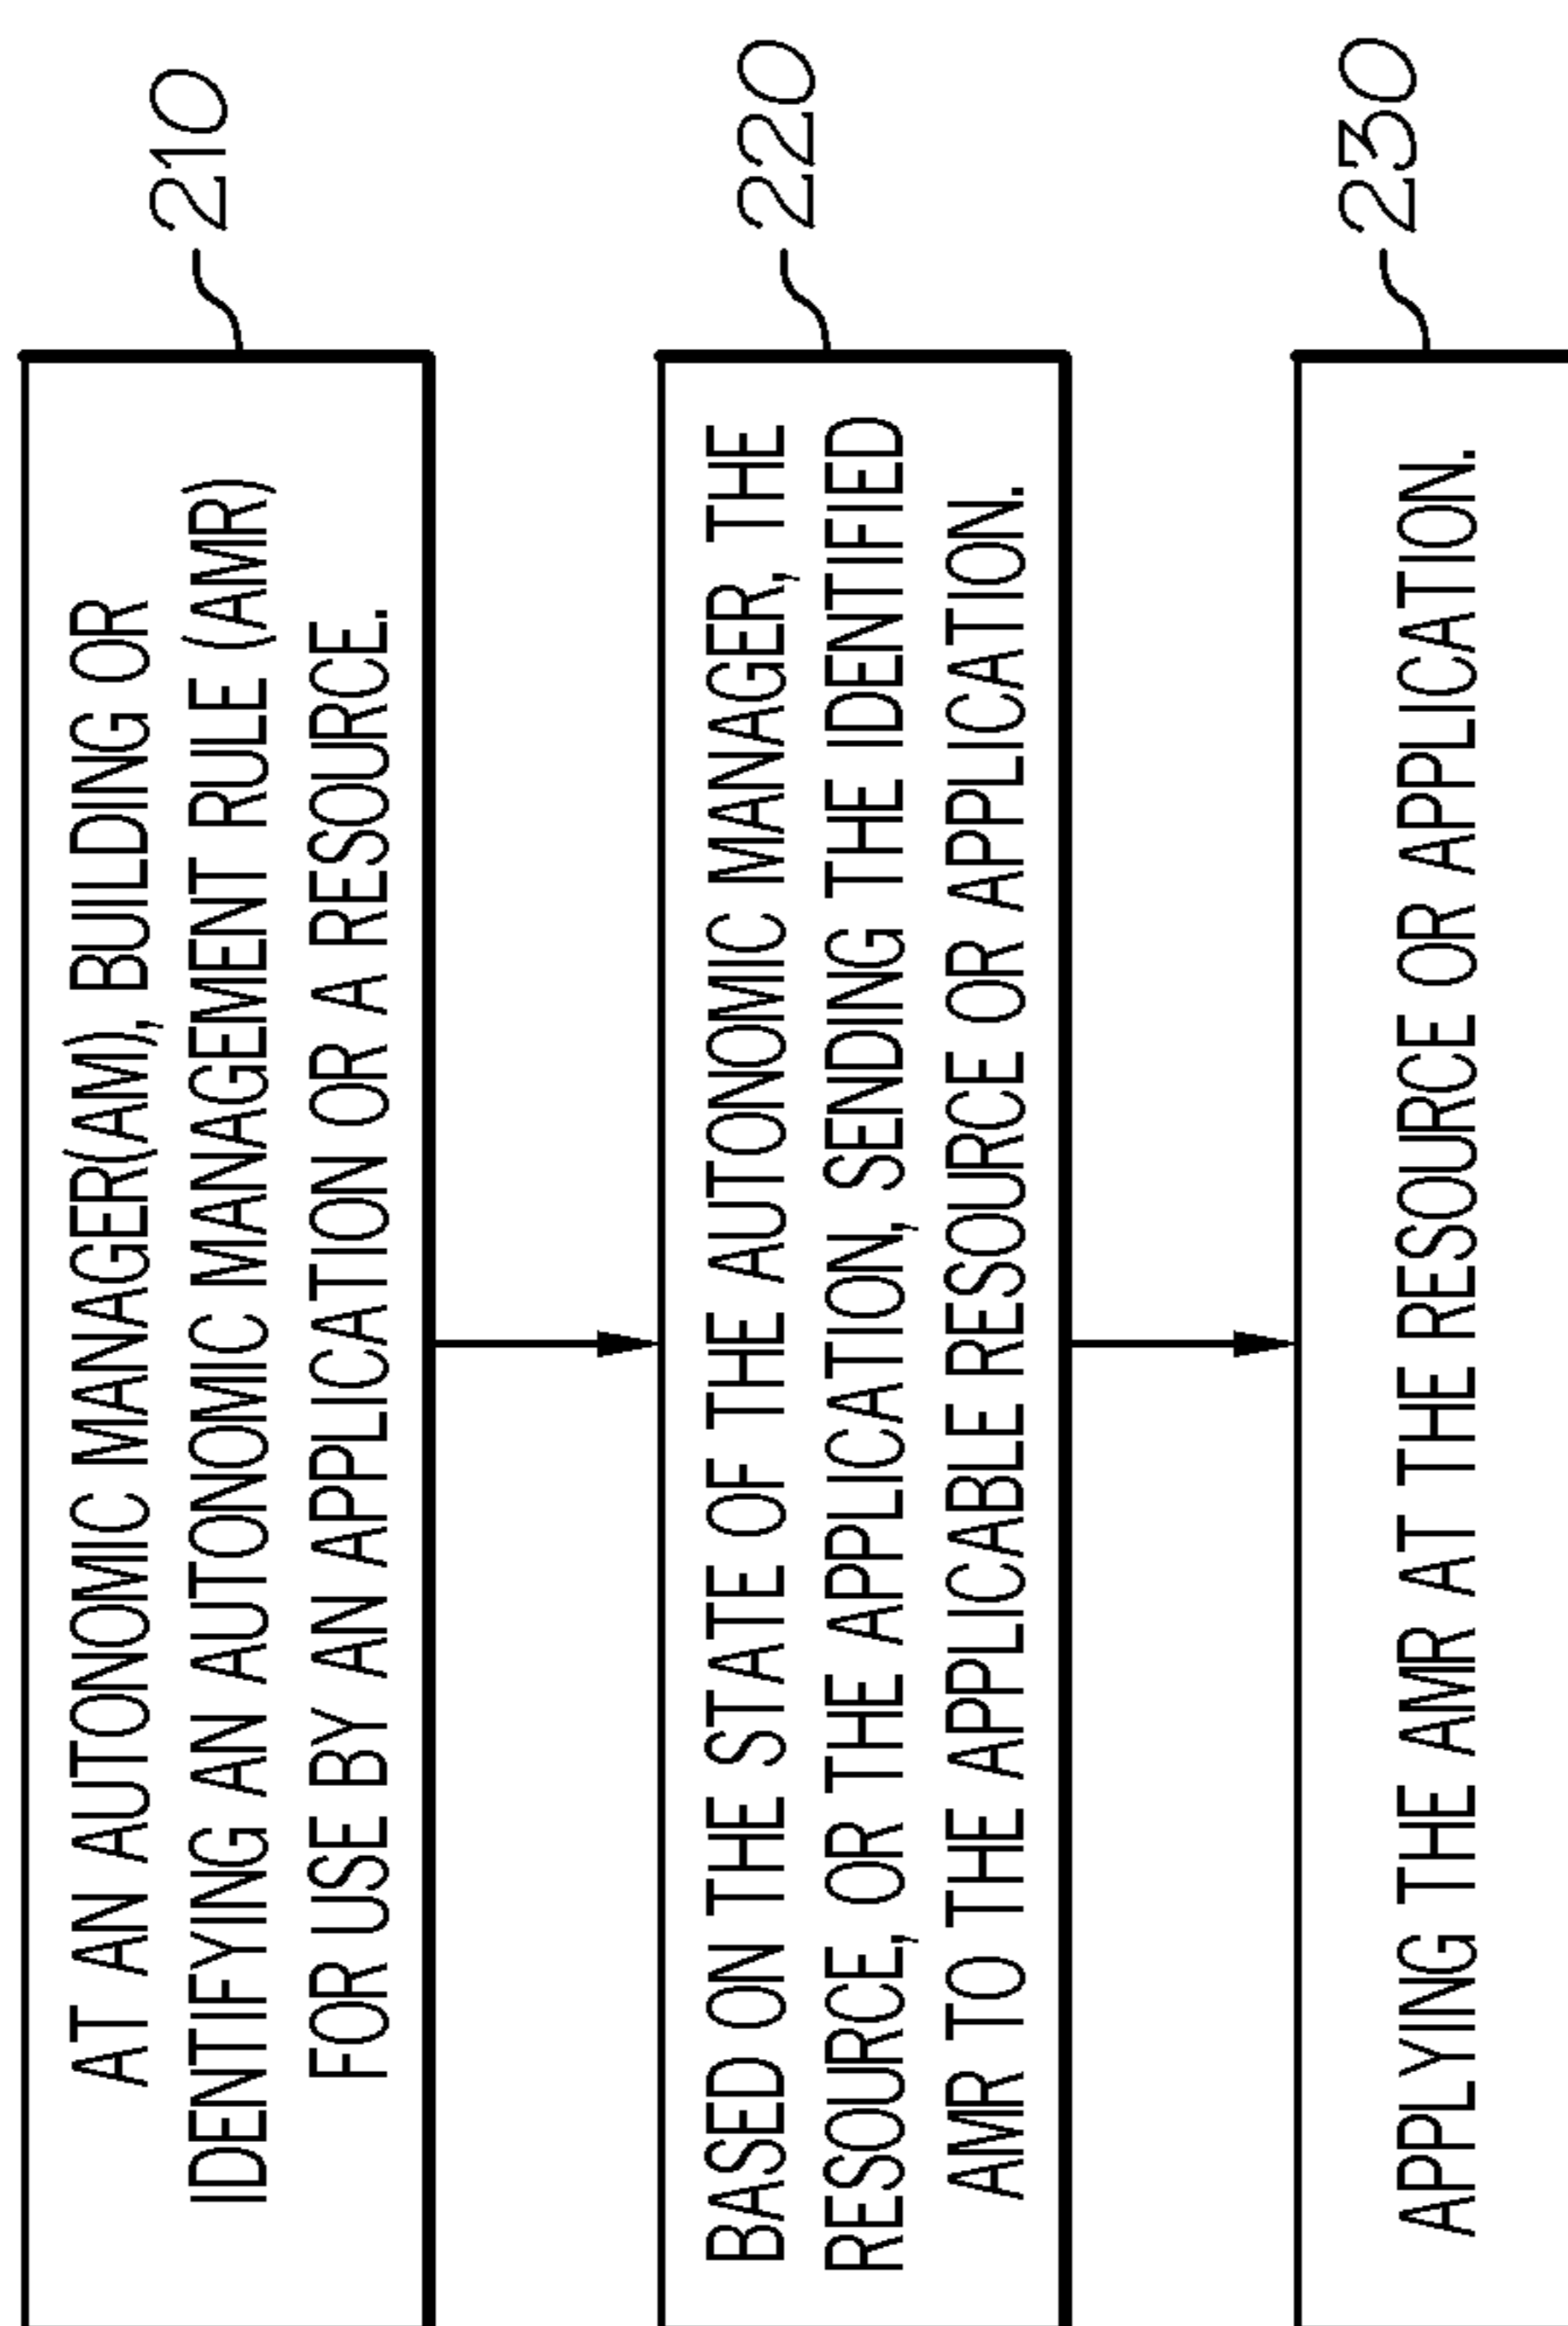 AT AN AUTONOMIC MANAGER(AM), BUILDING OR
IDENTIFYING AN AUTONOMIC MANAGEMENT RULE (AMR)
FOR USE BY AN APPLICATION OR A RESOURCE.
210
BASED ON THE STATE OF THE AUTONOMIC MANAGER, THE
RESOURCE, OR THE APPLICATION, SENDING THE IDENTIFIED
AMR TO THE APPLICABLE RESOURCE OR APPLICATION.
220
APPLYING THE AMR AT THE RESOURCE OR APPLICATION.
230